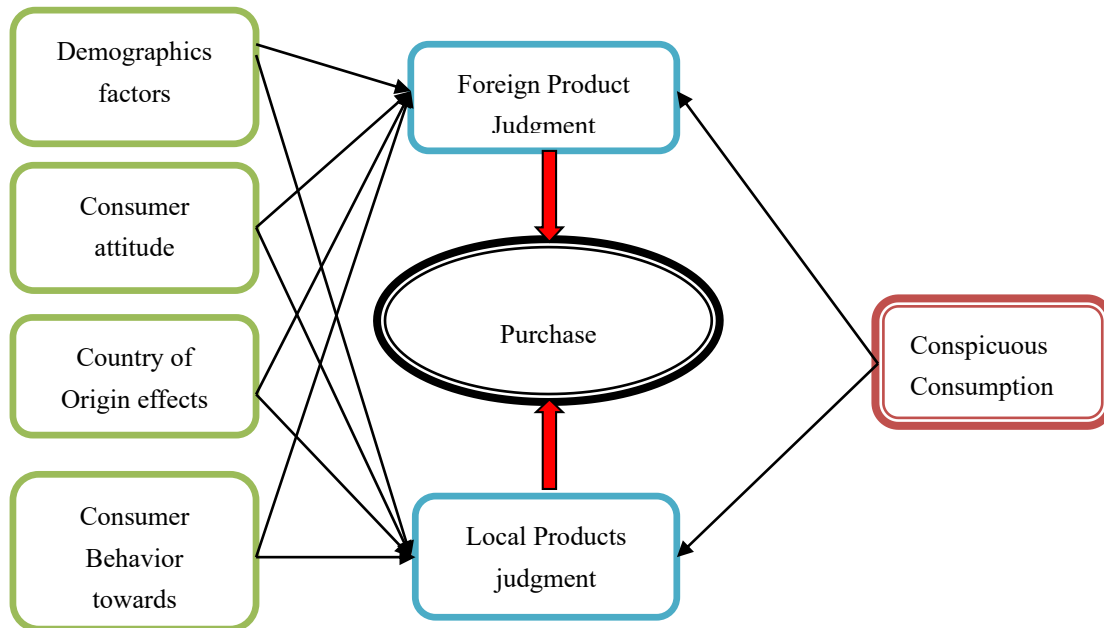 Demographics
factors
Foreign Product
Judgment
Consumer
attitude
Purchase
Country of
Origin effects
Conspicuous
Consumption
Consumer
Behavior
towards
Local Products
judgment